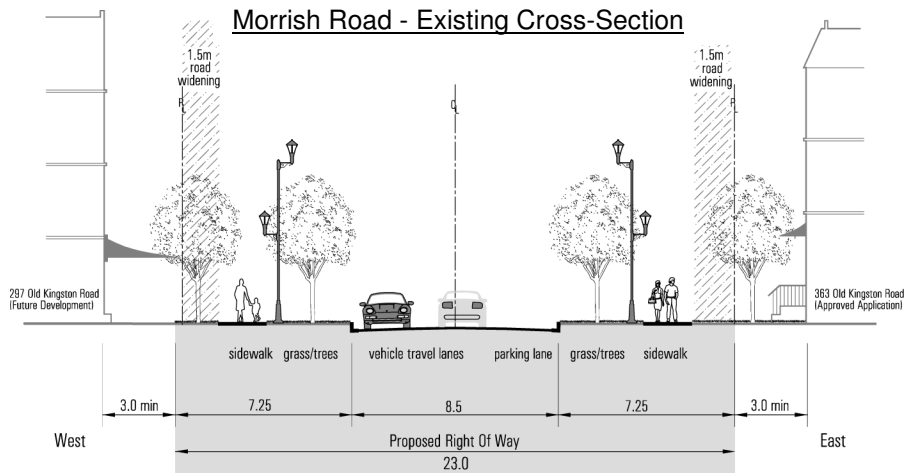 Morrish Road - Existing Cross-Section
1.5m
road
widening
1.5m
road
widening
297 Old Kingston Road
(Future Development)
363 Old Kingston Road
(Approved Application)
sidewalk grass/trees vehicle travel lanes parking lane grass/trees sidewalk
3.0 min 7.25 8.5 7.25 3.0 min
West Proposed Right Of Way East
23.0